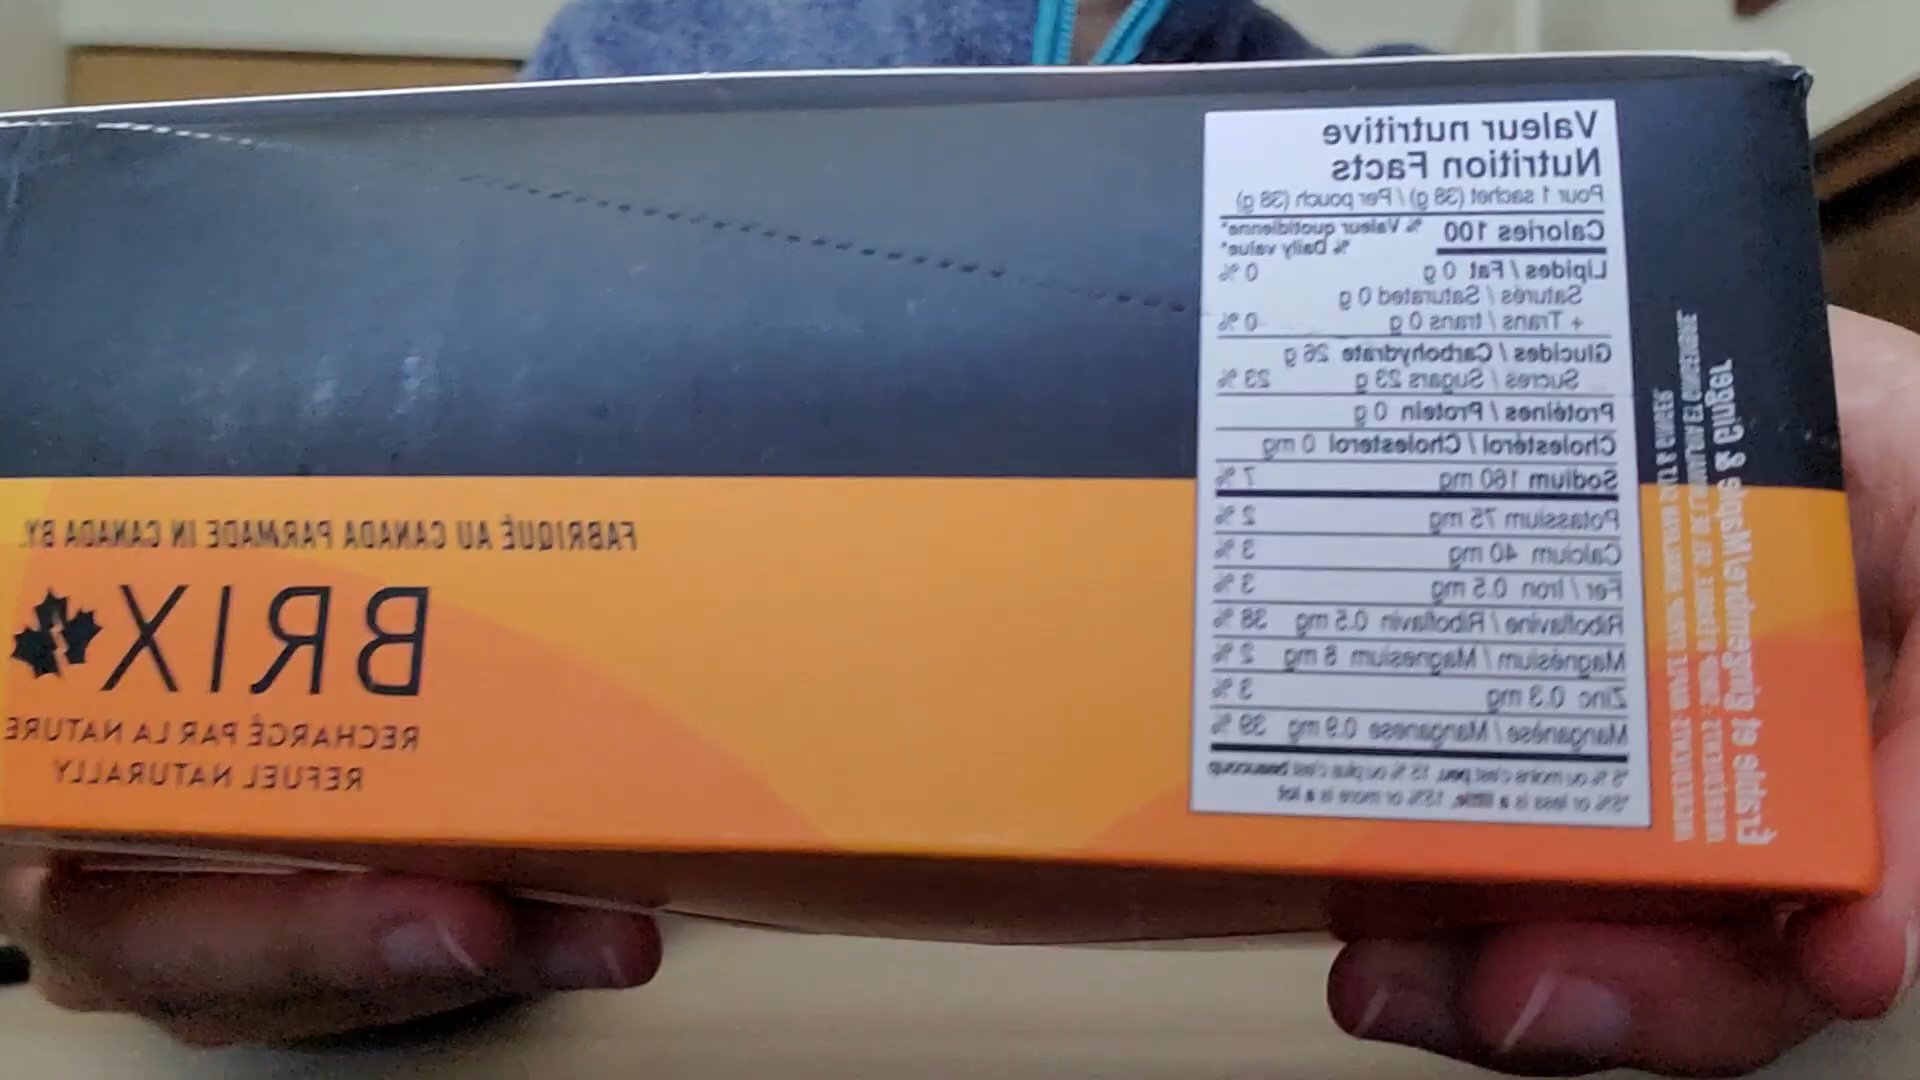 Valeur nutritive
Nutrition Facts
Pour 1 sachet (38 g) / Per pouch (38 g)
Calories 100
% Valeur quotidienne*
% Daily value*
Lipides / Fat 0 g 0 %
Saturés / Saturated 0 g
+ Trans / trans 0 g 0 %
Glucides / Carbohydrate 26 g
Sucres / Sugars 23 g 23 %
Protéines / Protein 0 g
Cholestérol / Cholesterol 0 mg
Sodium 160 mg 7 %
Potassium 75 mg 2 %
Calcium 40 mg 3 %
Fer / Iron 0.5 mg 3 %
Riboflavine / Riboflavin 0.5 mg 38 %
Magnésium / Magnesium 8 mg 2 %
Zinc 0.3 mg 3 %
Manganèse / Manganese 0.9 mg 39 %
*5 % ou moins c'est peu, 15 % ou plus c'est beaucoup
*5% or less is a little, 15% or more is a lot
FABRIQUÉ AU CANADA PAR/MADE IN CANADA BY:
BRIX
RECHARGÉ PAR LA NATURE
REFUEL NATURALLY
Érable et gingembre/Maple & Ginger